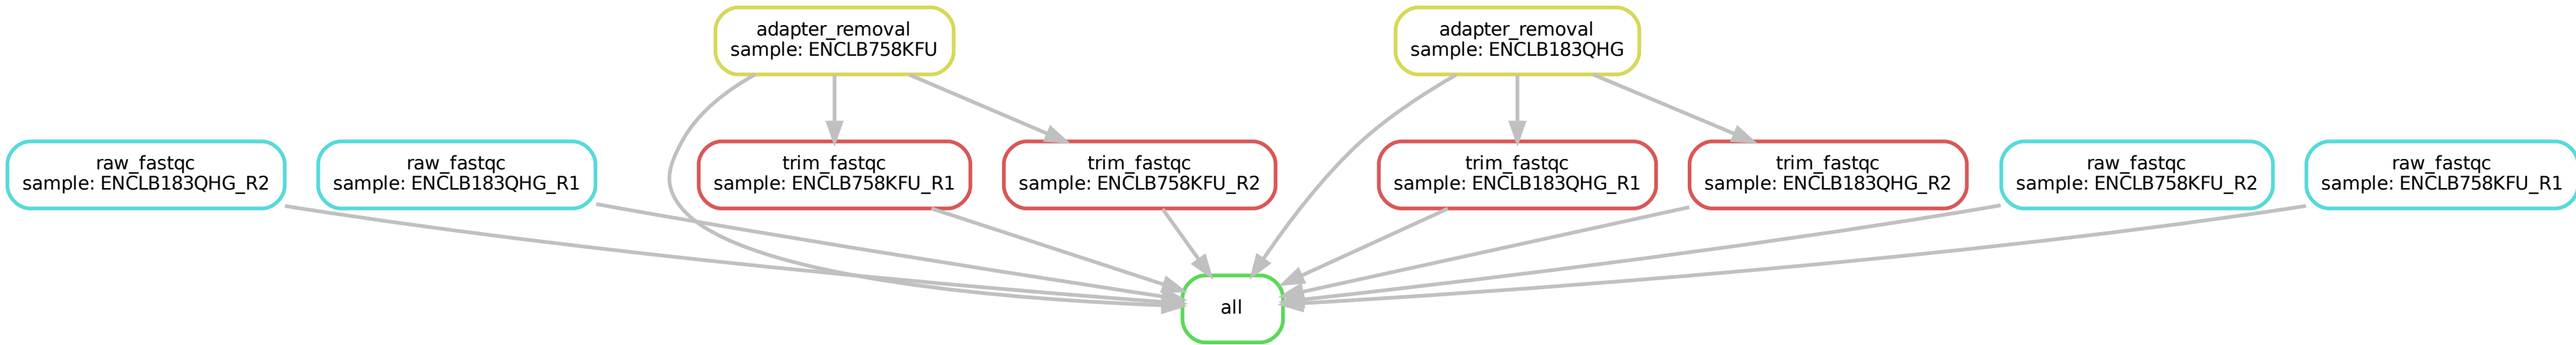 adapter_removal
sample: ENCLB758KFU
adapter_removal
sample: ENCLB183QHG
raw_fastqc
sample: ENCLB183QHG_R2
raw_fastqc
sample: ENCLB183QHG_R1
trim_fastqc
sample: ENCLB758KFU_R1
trim_fastqc
sample: ENCLB758KFU_R2
trim_fastqc
sample: ENCLB183QHG_R1
trim_fastqc
sample: ENCLB183QHG_R2
raw_fastqc
sample: ENCLB758KFU_R2
raw_fastqc
sample: ENCLB758KFU_R1
all